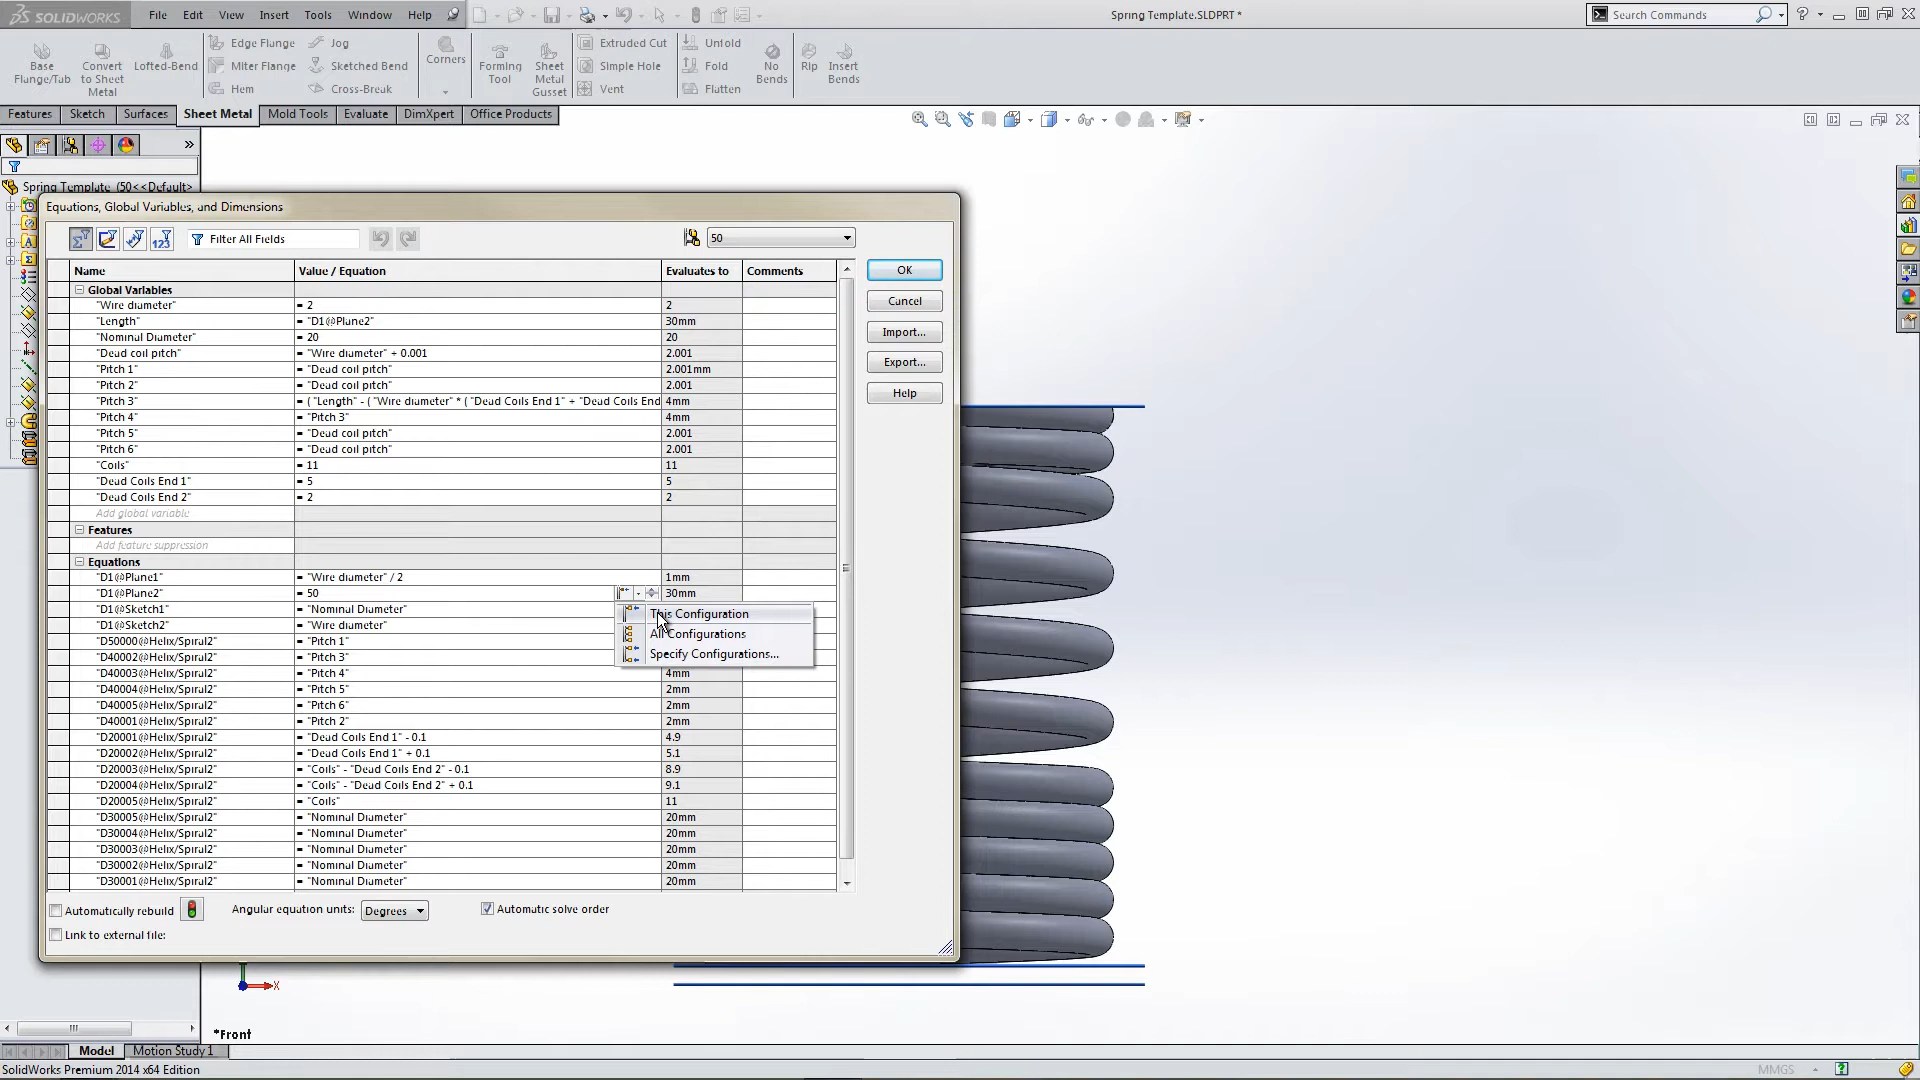 SOLIDWORKS File Edit View Insert Tools Window Help Spring Template.SLDPRT * Search Commands
Base Flange/Tab Convert to Sheet Metal Lofted-Bend Edge Flange Miter Flange Hem Jog Sketched Bend Cross-Break Corners Forming Tool Sheet Metal Gusset Extruded Cut Simple Hole Vent Unfold Fold Flatten No Bends Rip Insert Bends
Features Sketch Surfaces Sheet Metal Mold Tools Evaluate DimXpert Office Products
Spring Template (50<<Default>
Equations, Global Variables, and Dimensions
Filter All Fields 50
Name Value / Equation Evaluates to Comments OK
Global Variables
"Wire diameter" = 2 2 Cancel
"Length" = "D1@Plane2" 30mm
"Nominal Diameter" = 20 20 Import...
"Dead coil pitch" = "Wire diameter" + 0.001 2.001
"Pitch 1" = "Dead coil pitch" 2.001mm Export...
"Pitch 2" = "Dead coil pitch" 2.001 Help
"Pitch 3" = ( "Length" - ( "Wire diameter" * ( "Dead Coils End 1" + "Dead Coils End 4mm
"Pitch 4" = "Pitch 3" 4mm
"Pitch 5" = "Dead coil pitch" 2.001
"Pitch 6" = "Dead coil pitch" 2.001
"Coils" = 11 11
"Dead Coils End 1" = 5 5
"Dead Coils End 2" = 2 2
Add global variable
Features
Add feature suppression
Equations
"D1@Plane1" = "Wire diameter" / 2 1mm
"D1@Plane2" = 50 30mm
"D1@Sketch1" = "Nominal Diameter" This Configuration
"D1@Sketch2" = "Wire diameter" All Configurations
"D50000@Helix/Spiral2" = "Pitch 1" Specify Configurations...
"D40002@Helix/Spiral2" = "Pitch 3"
"D40003@Helix/Spiral2" = "Pitch 4" 4mm
"D40004@Helix/Spiral2" = "Pitch 5" 2mm
"D40005@Helix/Spiral2" = "Pitch 6" 2mm
"D40001@Helix/Spiral2" = "Pitch 2" 2mm
"D20001@Helix/Spiral2" = "Dead Coils End 1" - 0.1 4.9
"D20002@Helix/Spiral2" = "Dead Coils End 1" + 0.1 5.1
"D20003@Helix/Spiral2" = "Coils" - "Dead Coils End 2" - 0.1 8.9
"D20004@Helix/Spiral2" = "Coils" - "Dead Coils End 2" + 0.1 9.1
"D20005@Helix/Spiral2" = "Coils" 11
"D30005@Helix/Spiral2" = "Nominal Diameter" 20mm
"D30004@Helix/Spiral2" = "Nominal Diameter" 20mm
"D30003@Helix/Spiral2" = "Nominal Diameter" 20mm
"D30002@Helix/Spiral2" = "Nominal Diameter" 20mm
"D30001@Helix/Spiral2" = "Nominal Diameter" 20mm
Automatically rebuild Angular equation units: Degrees Automatic solve order
Link to external file:
X
*Front
Model Motion Study 1
SolidWorks Premium 2014 x64 Edition MMGS